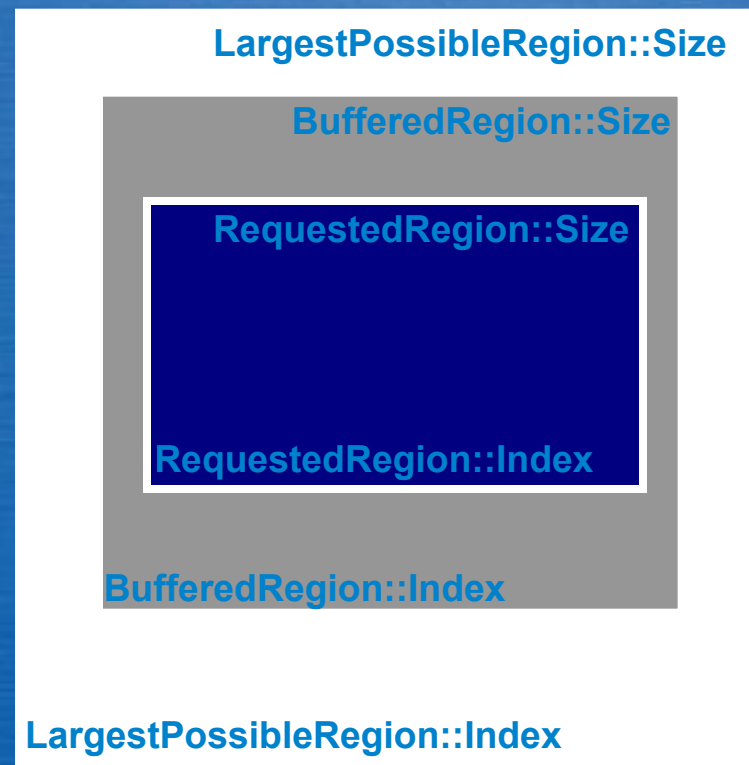 LargestPossibleRegion::Size
BufferedRegion::Size
RequestedRegion::Size
RequestedRegion::Index
BufferedRegion::Index
LargestPossibleRegion::Index